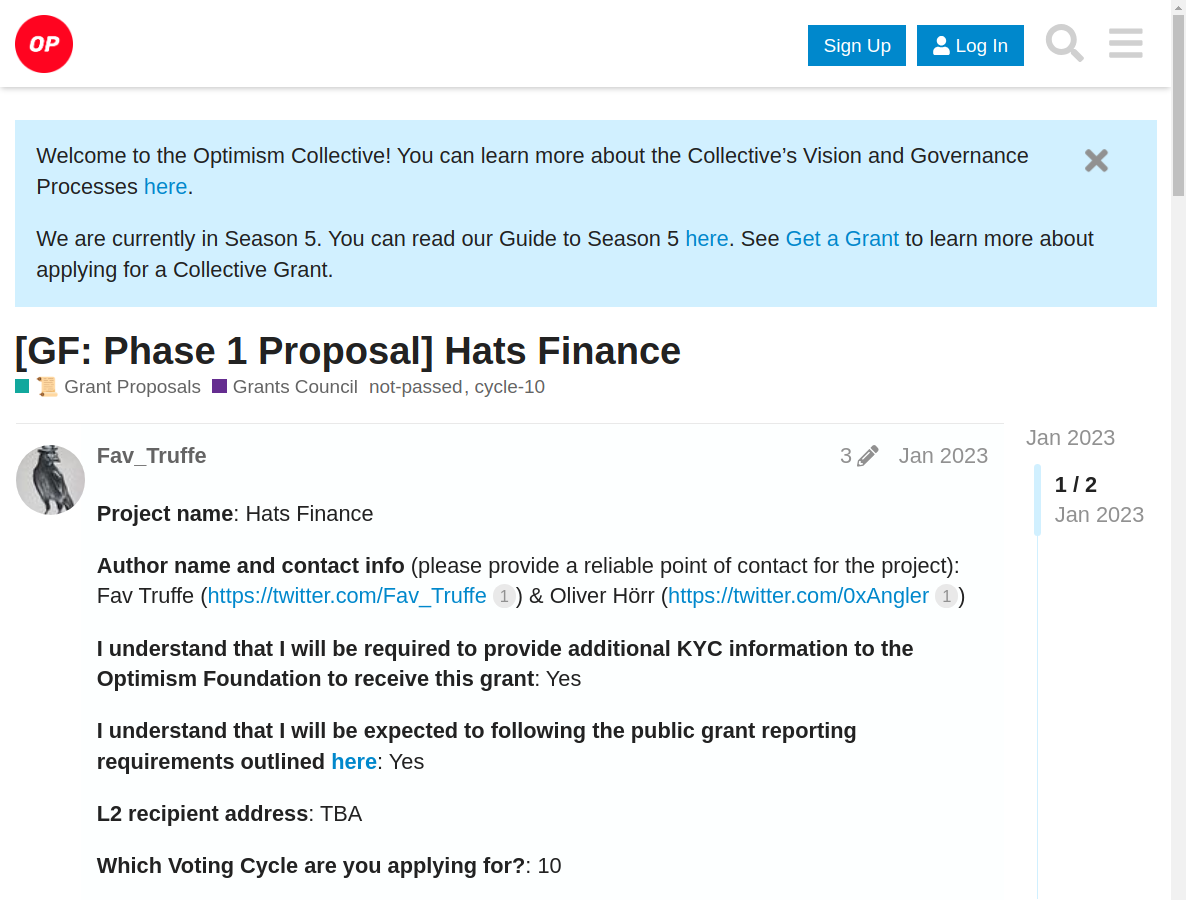 OP
Sign Up
Log In
Welcome to the Optimism Collective! You can learn more about the Collective’s Vision and Governance
Processes here.
We are currently in Season 5. You can read our Guide to Season 5 here. See Get a Grant to learn more about
applying for a Collective Grant.
[GF: Phase 1 Proposal] Hats Finance
Grant Proposals Grants Council not-passed, cycle-10
Fav_Truffe 3 Jan 2023
Jan 2023
1 / 2
Jan 2023
Project name: Hats Finance
Author name and contact info (please provide a reliable point of contact for the project):
Fav Truffe (https://twitter.com/Fav_Truffe 1) & Oliver Hörr (https://twitter.com/0xAngler 1)
I understand that I will be required to provide additional KYC information to the
Optimism Foundation to receive this grant: Yes
I understand that I will be expected to following the public grant reporting
requirements outlined here: Yes
L2 recipient address: TBA
Which Voting Cycle are you applying for?: 10